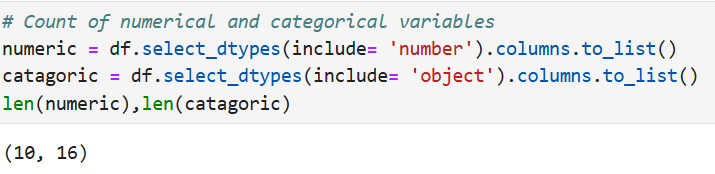 # Count of numerical and categorical variables
numeric = df.select_dtypes(include= 'number').columns.to_list()
catagoric = df.select_dtypes(include= 'object').columns.to_list()
len(numeric),len(catagoric)
(10, 16)